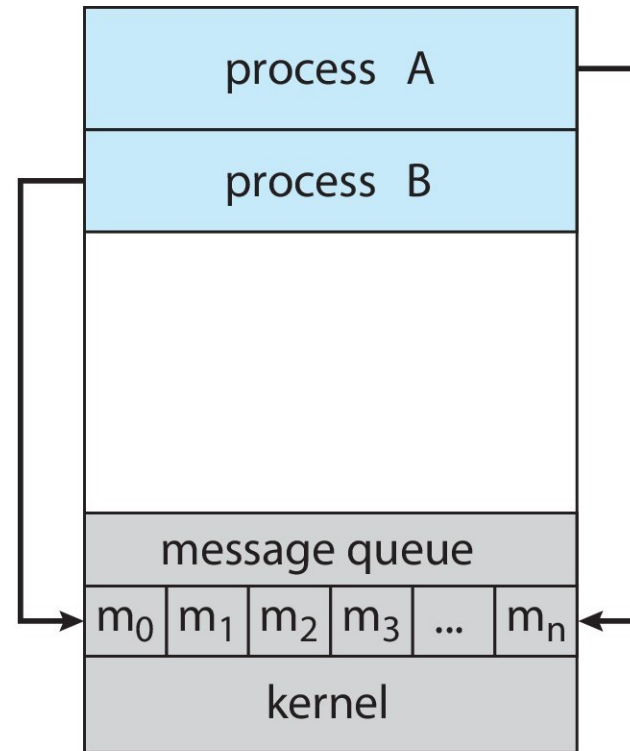 process A
process B
message queue
m₀ m₁ m₂ m₃ ... mₙ
kernel